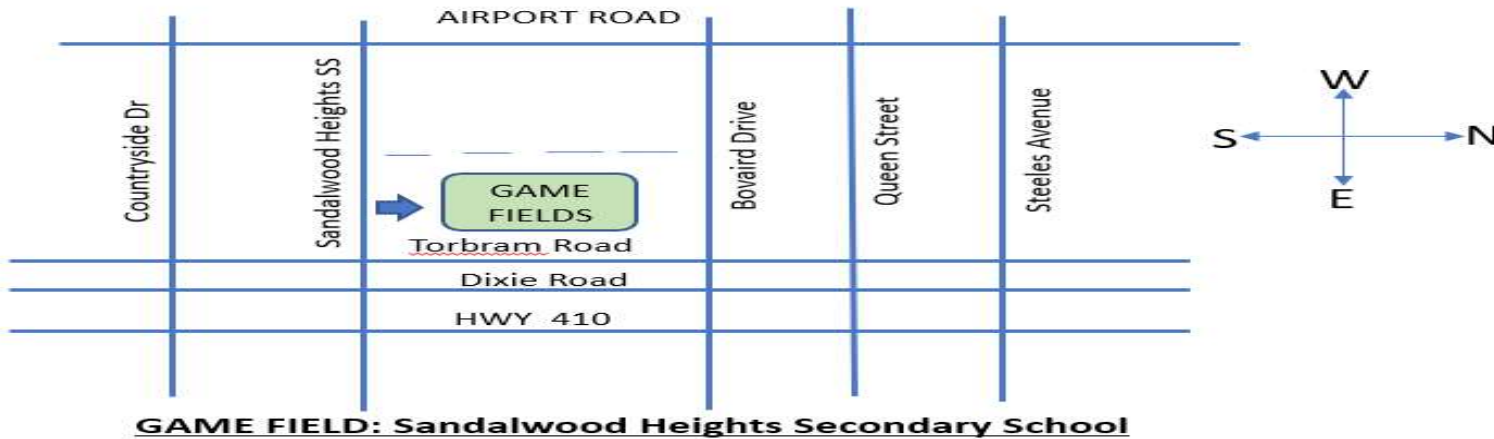 AIRPORT ROAD
Countryside Dr
Sandalwood Heights SS
Bovaird Drive
Queen Street
Steeles Avenue
W
S
N
E
GAME
FIELDS
Torbram Road
Dixie Road
HWY 410
GAME FIELD: Sandalwood Heights Secondary School